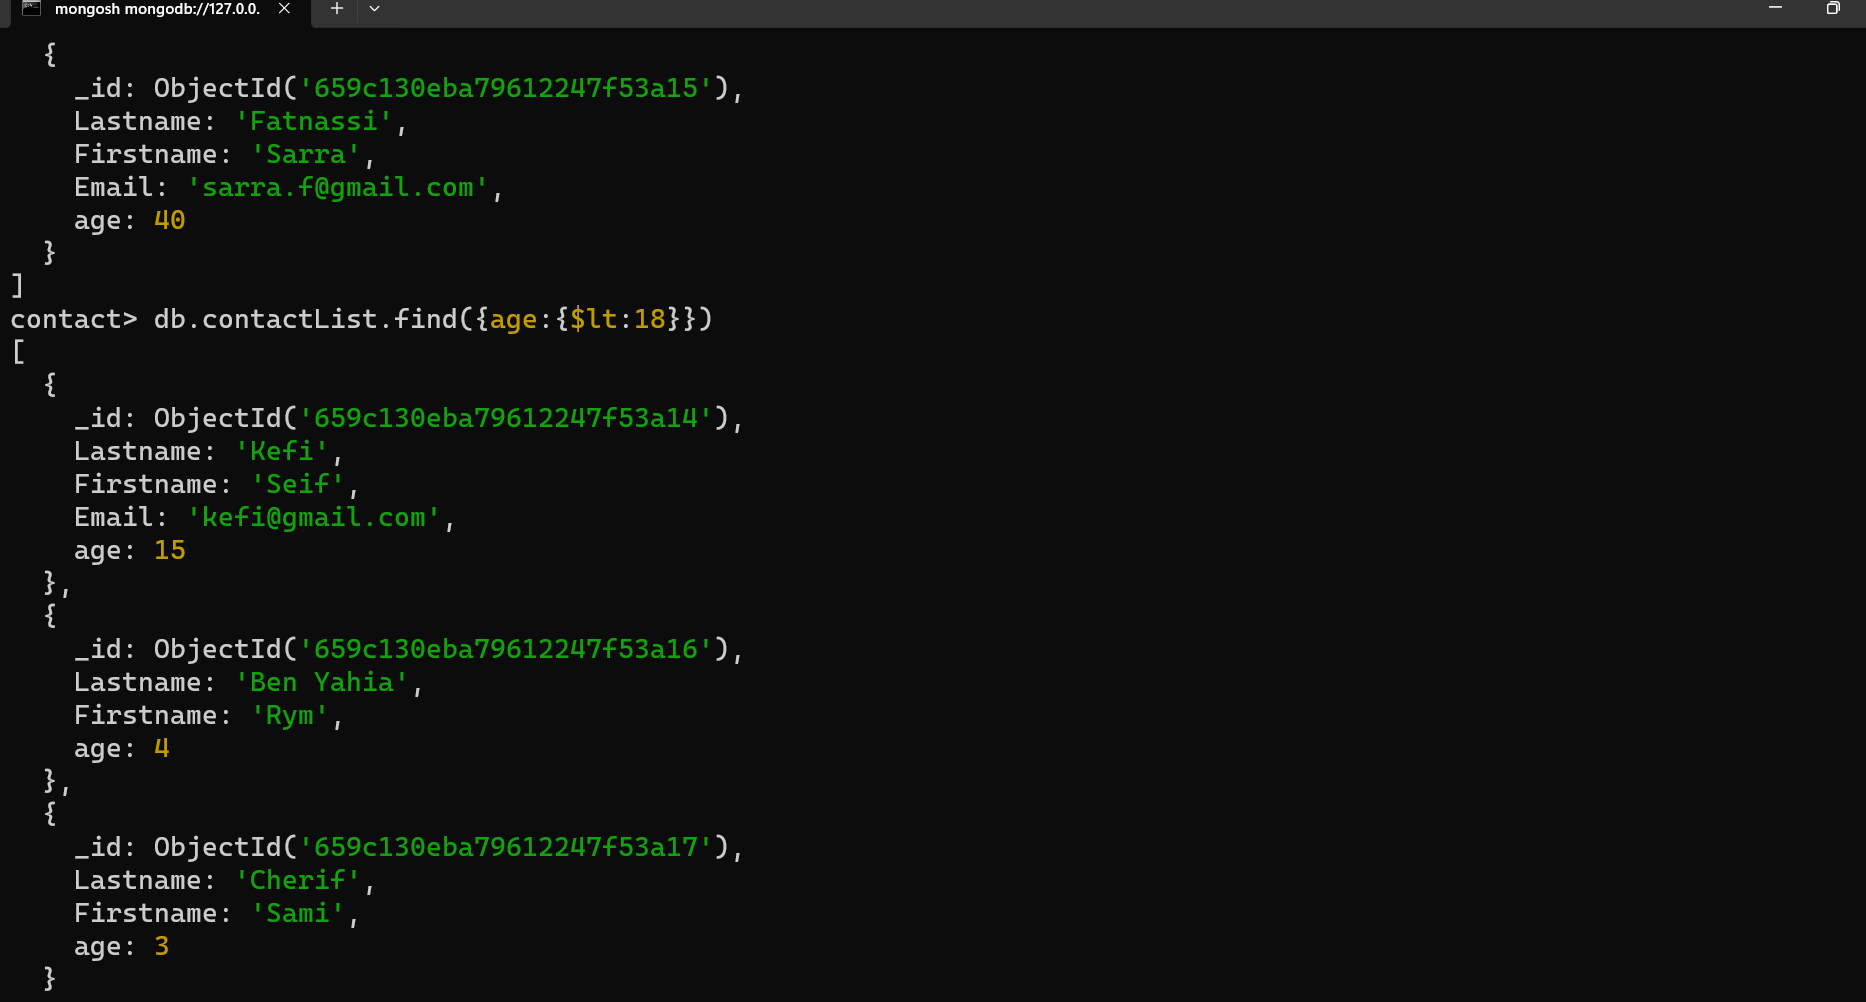 mongosh mongodb://127.0.0.
{
_id: ObjectId('659c130eba79612247f53a15'),
Lastname: 'Fatnassi',
Firstname: 'Sarra',
Email: 'sarra.f@gmail.com',
age: 40
}
]
contact> db.contactList.find({age:{$lt:18}})
[
{
_id: ObjectId('659c130eba79612247f53a14'),
Lastname: 'Kefi',
Firstname: 'Seif',
Email: 'kefi@gmail.com',
age: 15
},
{
_id: ObjectId('659c130eba79612247f53a16'),
Lastname: 'Ben Yahia',
Firstname: 'Rym',
age: 4
},
{
_id: ObjectId('659c130eba79612247f53a17'),
Lastname: 'Cherif',
Firstname: 'Sami',
age: 3
}